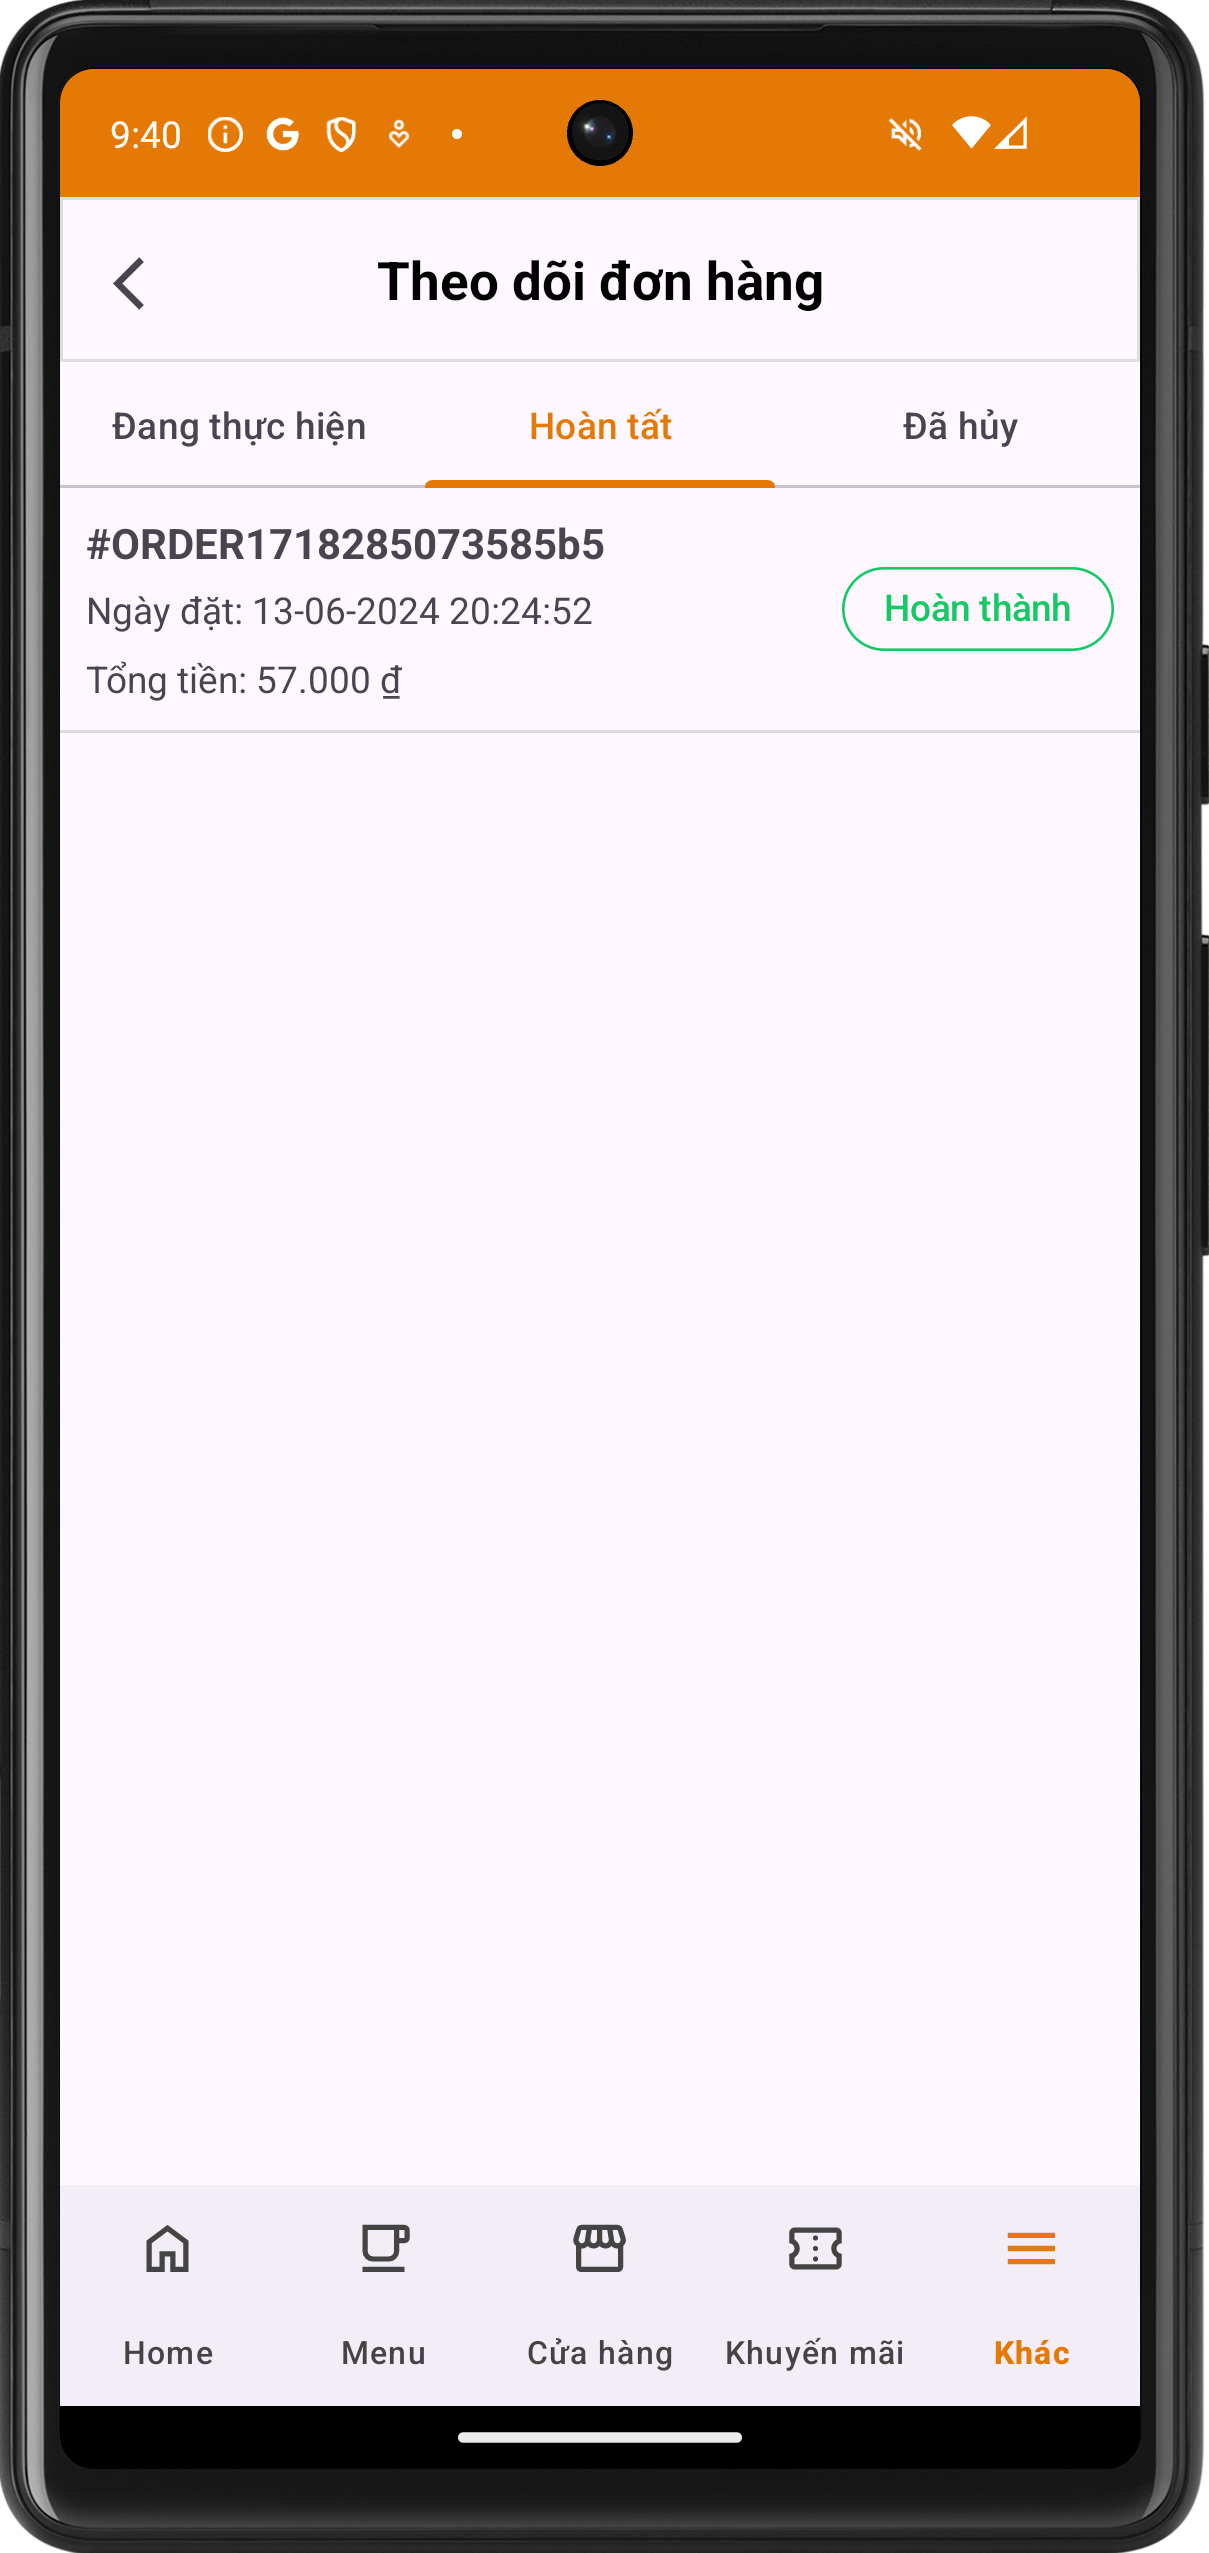 9:40
Theo dõi đơn hàng
Đang thực hiện Hoàn tất Đã hủy
#ORDER1718285073585b5
Ngày đặt: 13-06-2024 20:24:52
Hoàn thành
Tổng tiền: 57.000 ₫
Home Menu Cửa hàng Khuyến mãi Khác